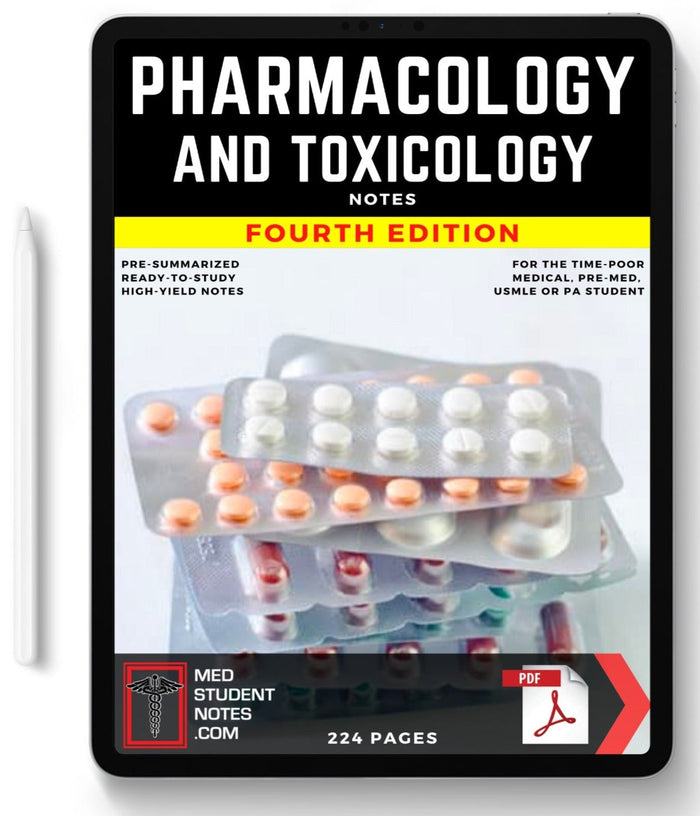 PHARMACOLOGY
AND TOXICOLOGY
NOTES
FOURTH EDITION
PRE-SUMMARIZED
READY-TO-STUDY
HIGH-YIELD NOTES
FOR THE TIME-POOR
MEDICAL, PRE-MED,
USMLE OR PA STUDENT
MED
STUDENT
NOTES
.COM
224 PAGES
PDF